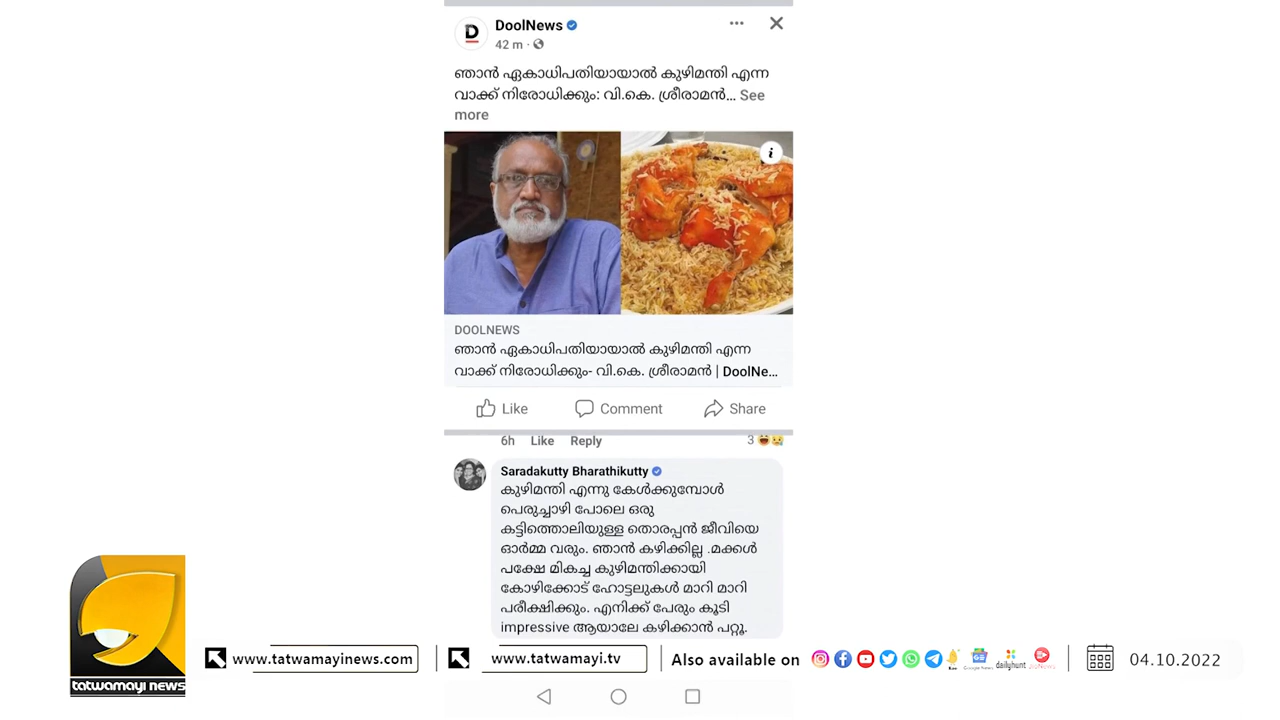 DoolNews
42 m
ഞാൻ ഏകാധിപതിയായാൽ കുഴിമന്തി എന്ന
വാക്ക് നിരോധിക്കും: വി.കെ. ശ്രീരാമൻ... See
more
DOOLNEWS
ഞാൻ ഏകാധിപതിയായാൽ കുഴിമന്തി എന്ന
വാക്ക് നിരോധിക്കും- വി.കെ. ശ്രീരാമൻ | DoolNe...
Like Comment Share
6h Like Reply 3
Saradakutty Bharathikutty
കുഴിമന്തി എന്നു കേൾക്കുമ്പോൾ
പെരുച്ചാഴി പോലെ ഒരു
കട്ടിത്തൊലിയുള്ള തൊരപ്പൻ ജീവിയെ
ഓർമ്മ വരും. ഞാൻ കഴിക്കില്ല .മക്കൾ
പക്ഷേ മികച്ച കുഴിമന്തിക്കായി
കോഴിക്കോട് ഹോട്ടലുകൾ മാറി മാറി
പരീക്ഷിക്കും. എനിക്ക് പേരും കൂടി
impressive ആയാലേ കഴിക്കാൻ പറ്റൂ.
tatwamayi news
www.tatwamayinews.com
www.tatwamayi.tv
Also available on
Google News
dailyhunt
04.10.2022